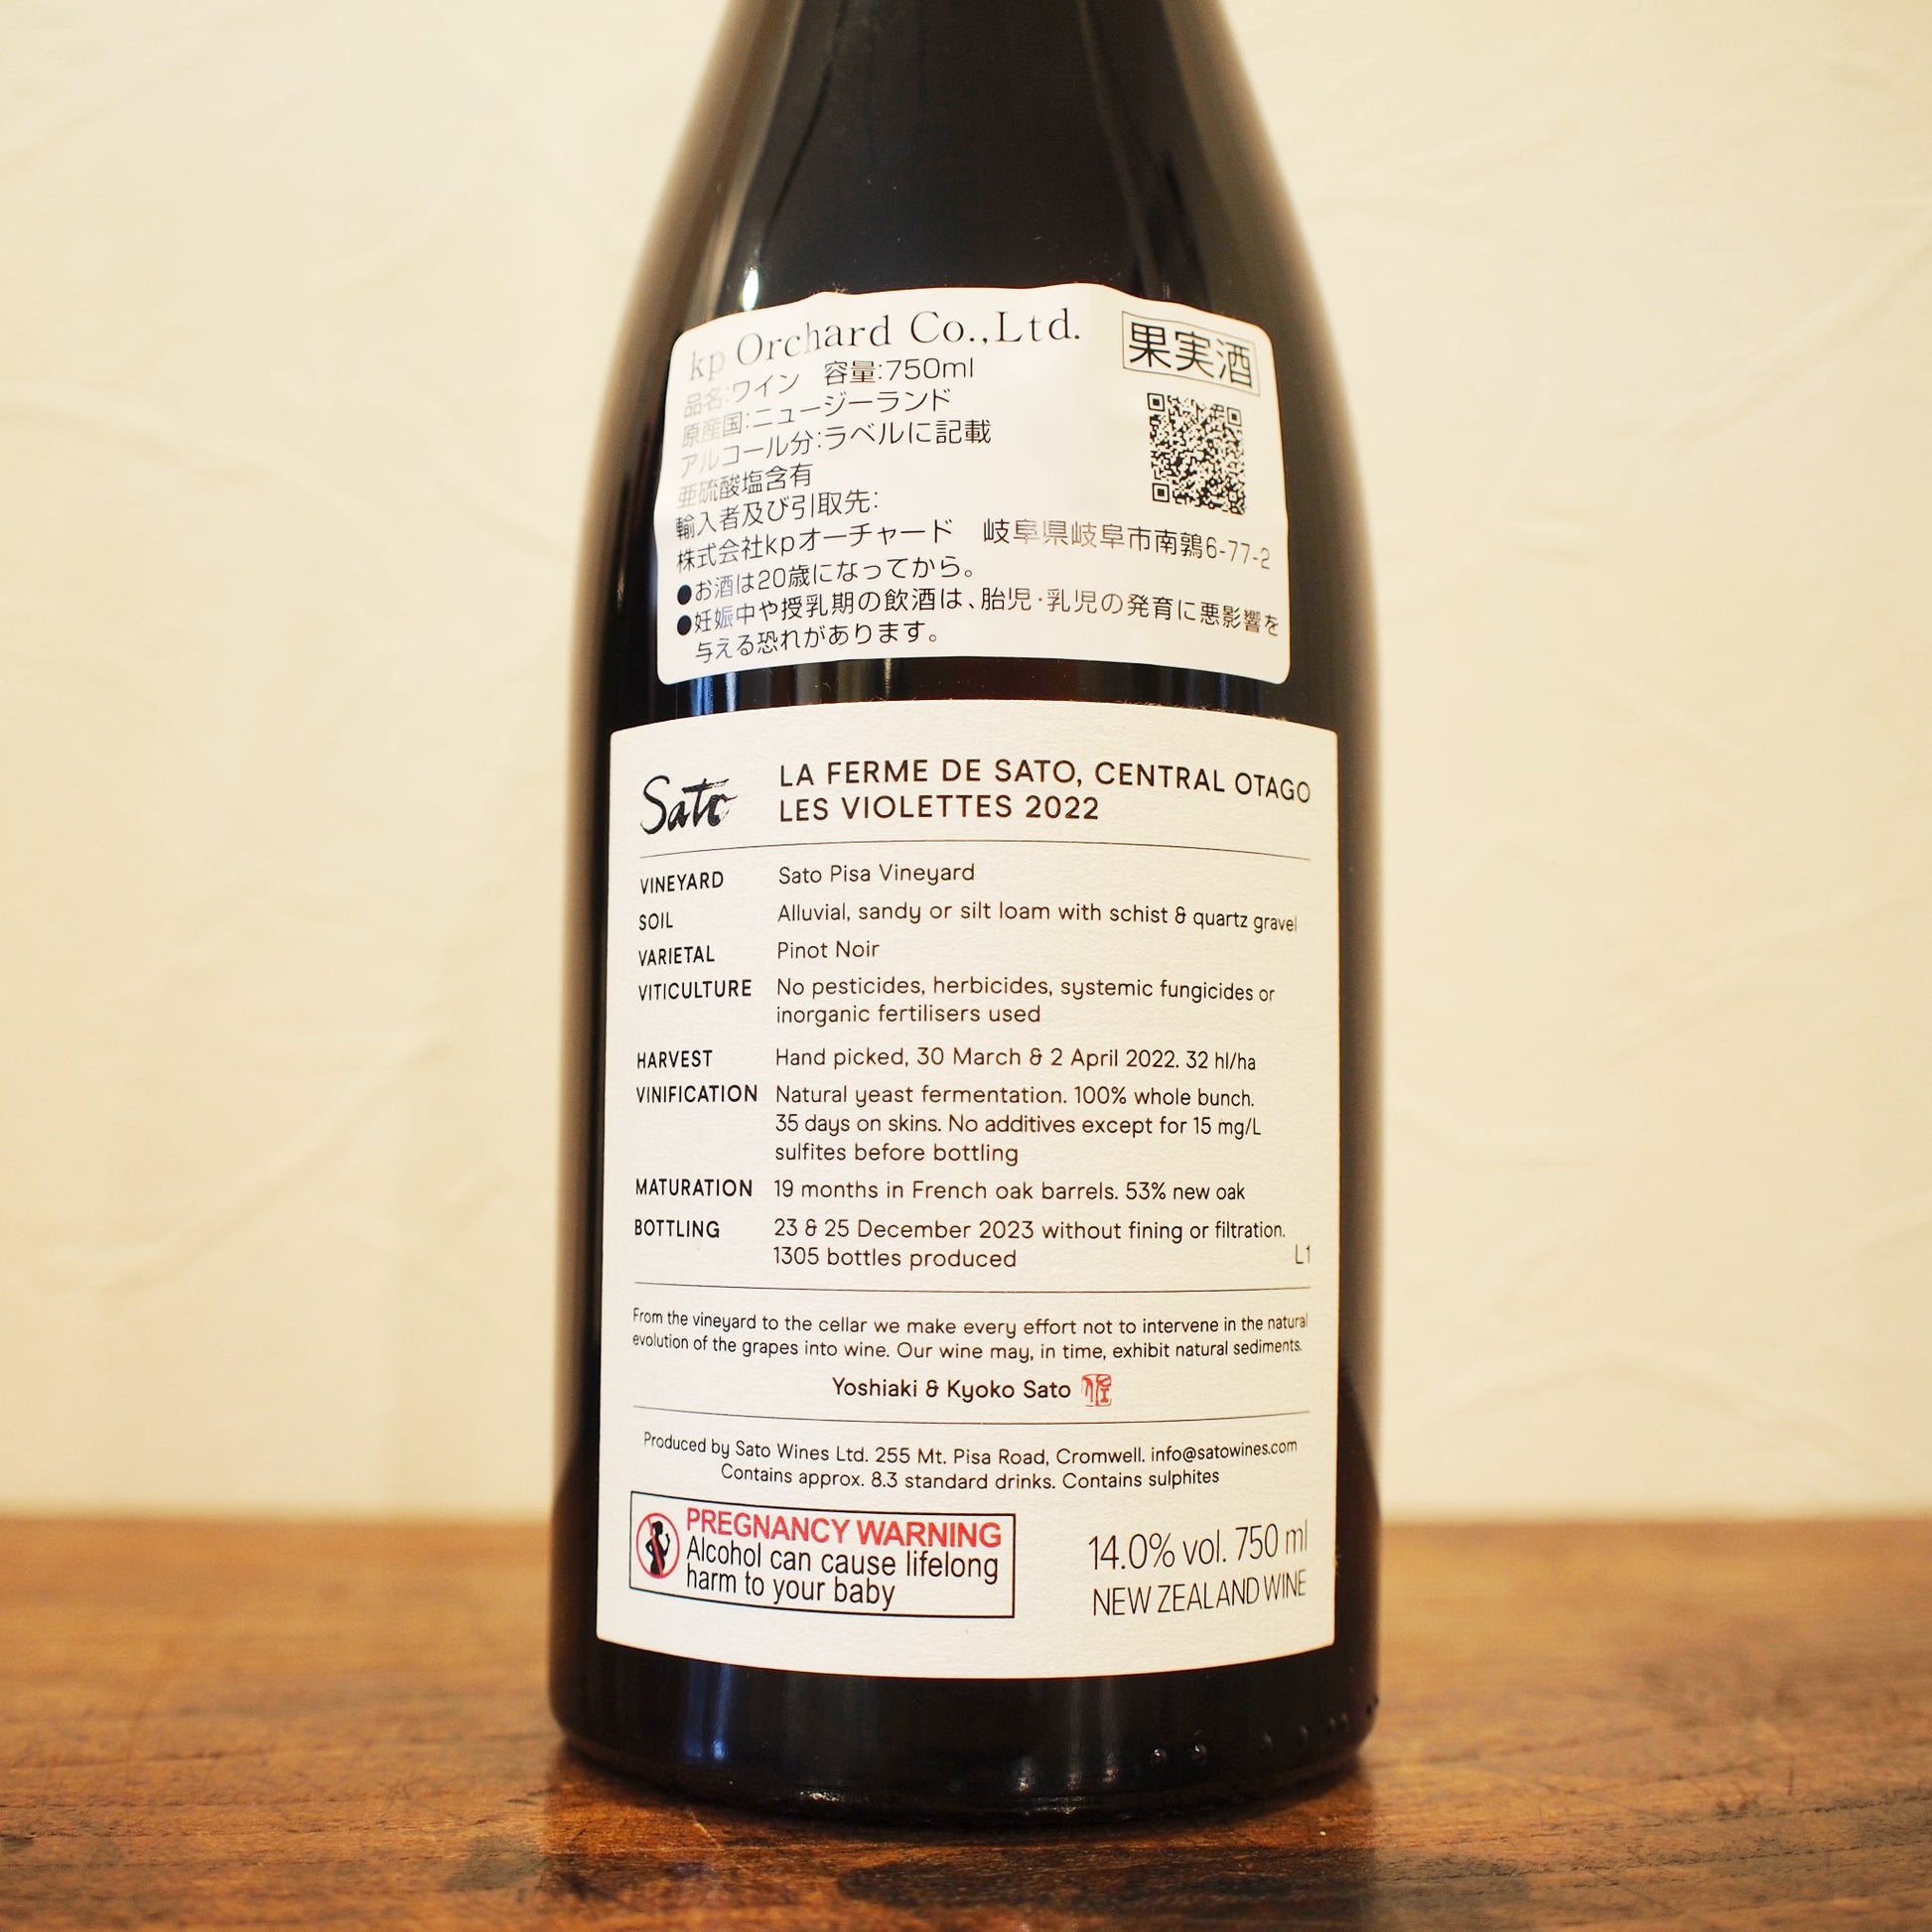 kp Orchard Co.,Ltd.
果実酒
品名:ワイン 容量:750ml
原産国:ニュージーランド
アルコール分:ラベルに記載
亜硫酸塩含有
輸入者及び引取先:
株式会社kpオーチャード 岐阜県岐阜市南鶉6-77-2
●お酒は20歳になってから。
●妊娠中や授乳期の飲酒は、胎児・乳児の発育に悪影響を
与える恐れがあります。
Sato
LA FERME DE SATO, CENTRAL OTAGO
LES VIOLETTES 2022
VINEYARD Sato Pisa Vineyard
SOIL Alluvial, sandy or silt loam with schist & quartz gravel
VARIETAL Pinot Noir
VITICULTURE No pesticides, herbicides, systemic fungicides or
inorganic fertilisers used
HARVEST Hand picked, 30 March & 2 April 2022. 32 hl/ha
VINIFICATION Natural yeast fermentation. 100% whole bunch.
35 days on skins. No additives except for 15 mg/L
sulfites before bottling
MATURATION 19 months in French oak barrels. 53% new oak
BOTTLING 23 & 25 December 2023 without fining or filtration.
1305 bottles produced L1
From the vineyard to the cellar we make every effort not to intervene in the natural
evolution of the grapes into wine. Our wine may, in time, exhibit natural sediments.
Yoshiaki & Kyoko Sato
Produced by Sato Wines Ltd. 255 Mt. Pisa Road, Cromwell. info@satowines.com
Contains approx. 8.3 standard drinks. Contains sulphites
PREGNANCY WARNING
Alcohol can cause lifelong
harm to your baby
14.0% vol. 750 ml
NEW ZEALAND WINE